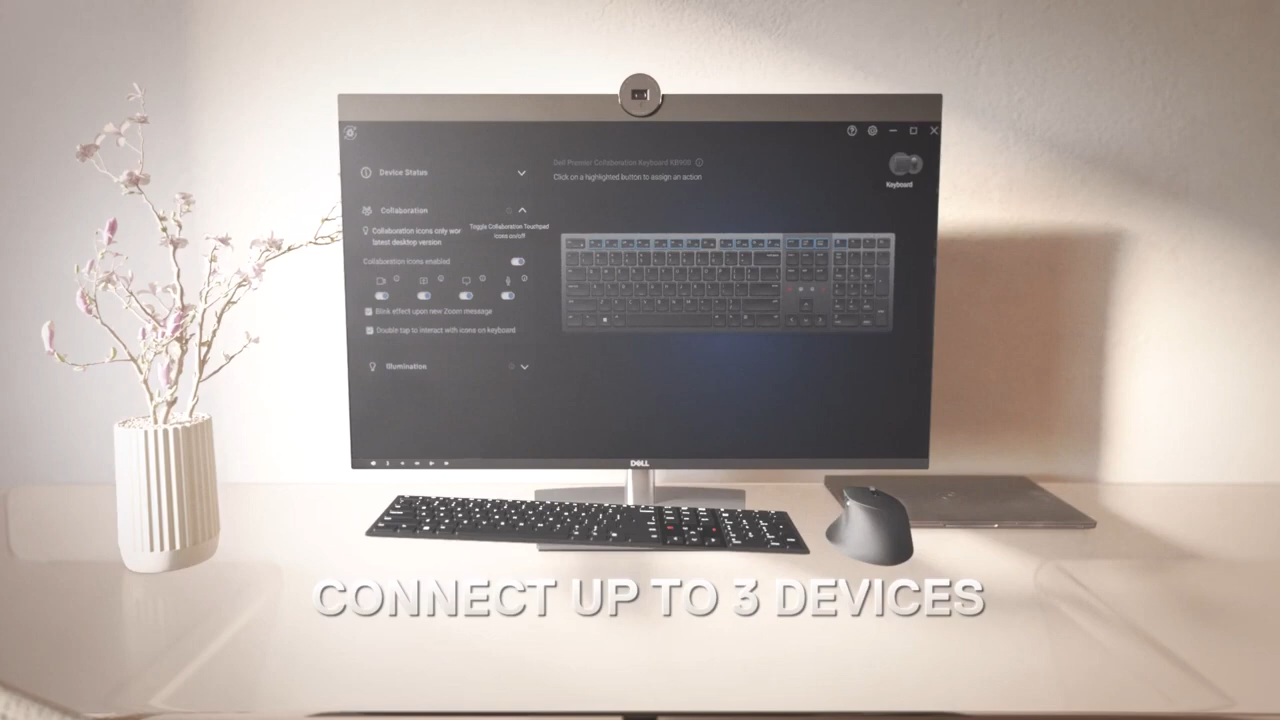 Device Status
Dell Premier Collaboration Keyboard KB900
Click on a highlighted button to assign an action
Keyboard
Collaboration
Collaboration icons only wor
latest desktop version
Toggle Collaboration Touchpad
icons on/off
Collaboration icons enabled
Blink effect upon new Zoom message
Double tap to interact with icons on keyboard
Illumination
DELL
CONNECT UP TO 3 DEVICES